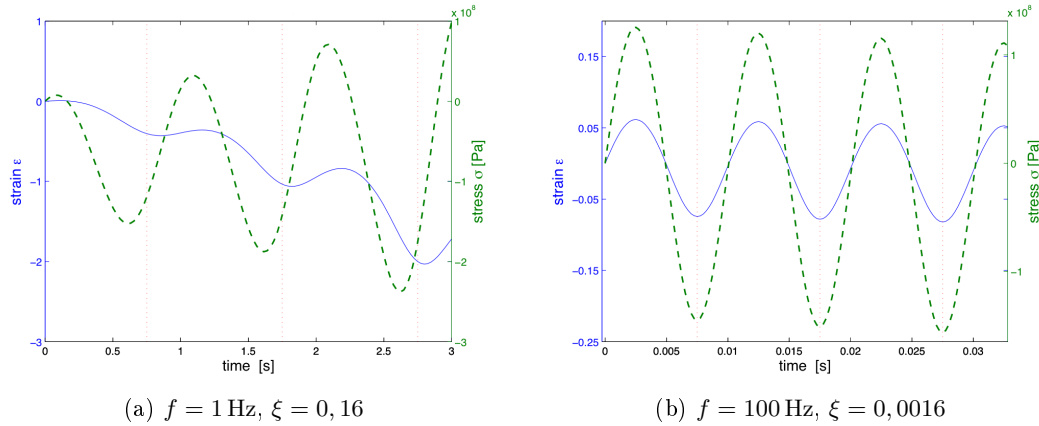 x 10^8
1
1
0
0
-1
-1
-2
-2
-3
-3
0 0.5 1 1.5 2 2.5 3
time [s]
strain ε
stress σ [Pa]
(a) f = 1 Hz, ξ = 0, 16
x 10^8
0.15
0.05
-0.05
-0.15
-0.25
1
0
-1
0 0.005 0.01 0.015 0.02 0.025 0.03
time [s]
strain ε
stress σ [Pa]
(b) f = 100 Hz, ξ = 0, 0016